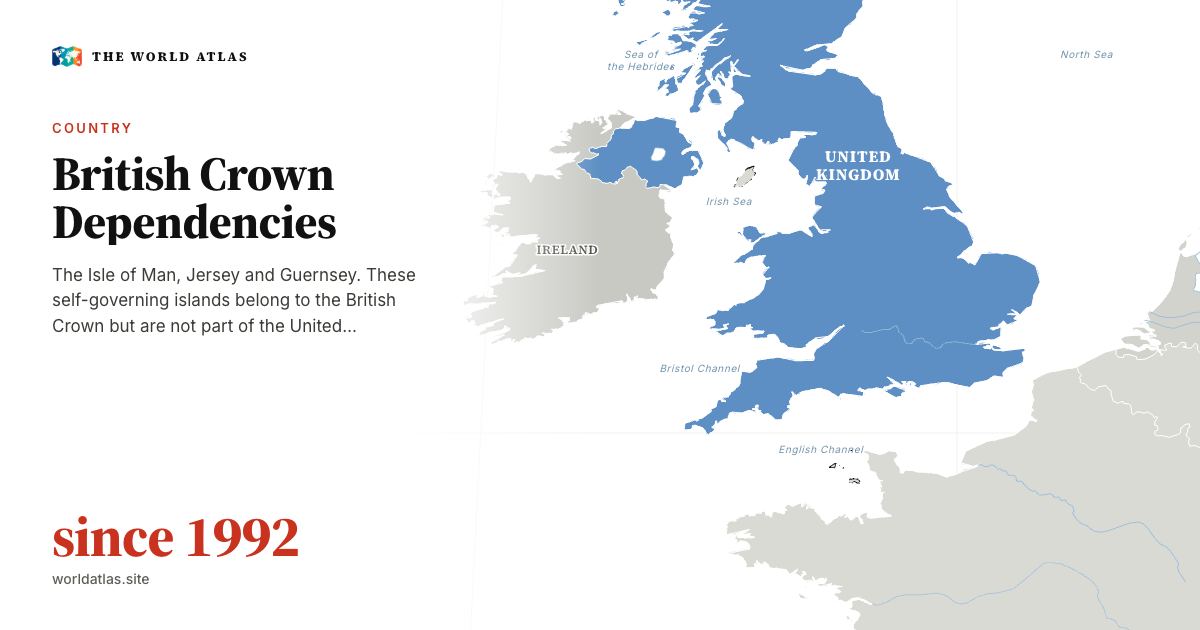 THE WORLD ATLAS
COUNTRY
British Crown
Dependencies
The Isle of Man, Jersey and Guernsey. These
self-governing islands belong to the British
Crown but are not part of the United...
since 1992
worldatlas.site
Sea of
the Hebrides
North Sea
UNITED
KINGDOM
Irish Sea
IRELAND
Bristol Channel
English Channel